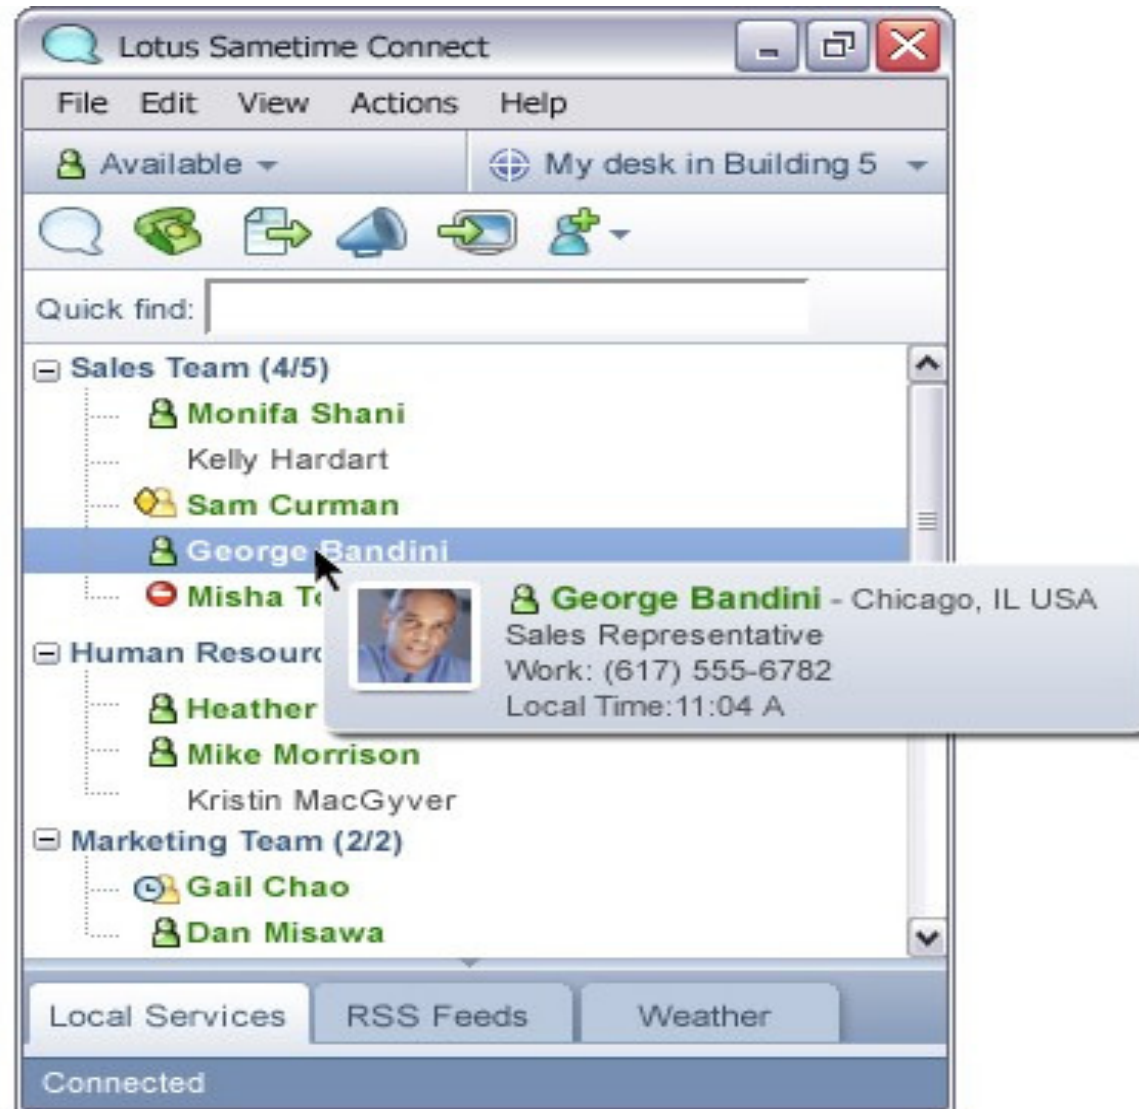 Lotus Sametime Connect
File Edit View Actions Help
Available My desk in Building 5
Quick find:
Sales Team (4/5)
Monifa Shani
Kelly Hardart
Sam Curman
George Bandini
Misha
George Bandini - Chicago, IL USA
Sales Representative
Work: (617) 555-6782
Local Time:11:04 A
Human
Heather
Mike Morrison
Kristin MacGyver
Marketing Team (2/2)
Gail Chao
Dan Misawa
Local Services RSS Feeds Weather
Connected